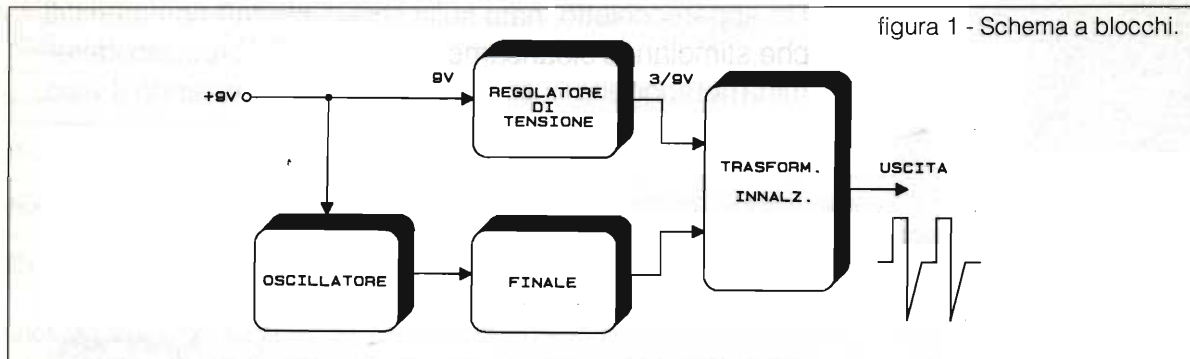 figura 1 - Schema a blocchi.
+9V
9V
REGOLATORE
DI
TENSIONE
3/9V
TRASFORM.
INNALZ.
USCITA
OSCILLATORE
FINALE